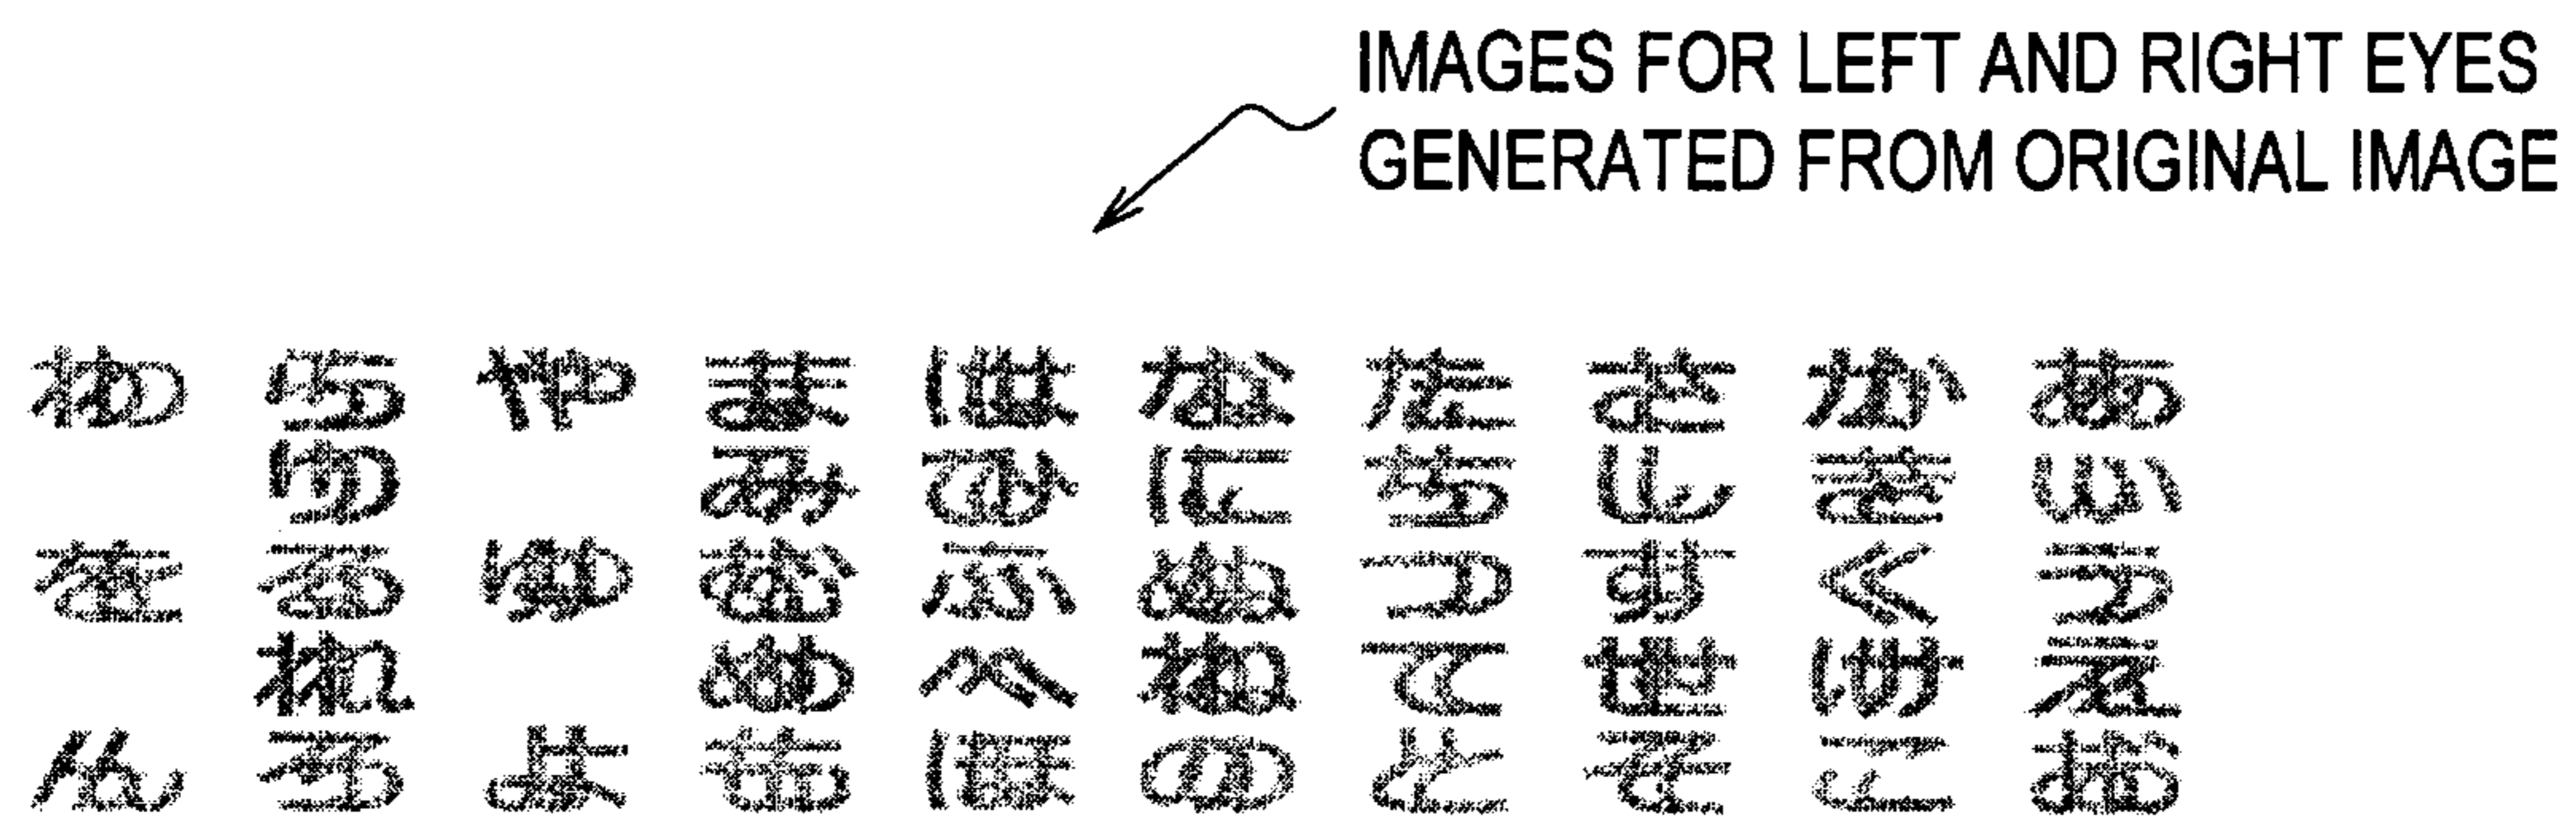 IMAGES FOR LEFT AND RIGHT EYES
GENERATED FROM ORIGINAL IMAGE
わ ら や ま は な た さ か あ
り み ひ に ち し き い
を る ゆ む ふ ぬ つ す く う
れ め へ ね て せ け え
ん ろ よ も ほ の と そ こ お